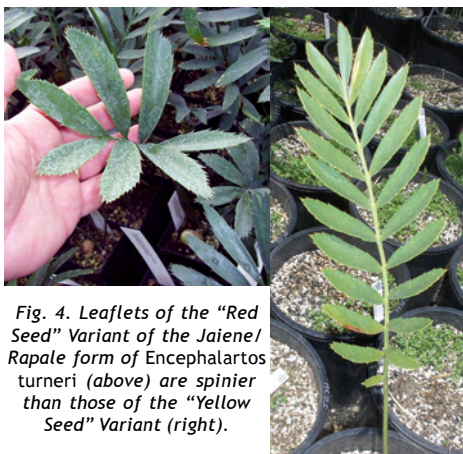 Fig. 4. Leaflets of the “Red
Seed” Variant of the Jaiene/
Rapale form of Encephalartos
turneri (above) are spinier
than those of the “Yellow
Seed” Variant (right).